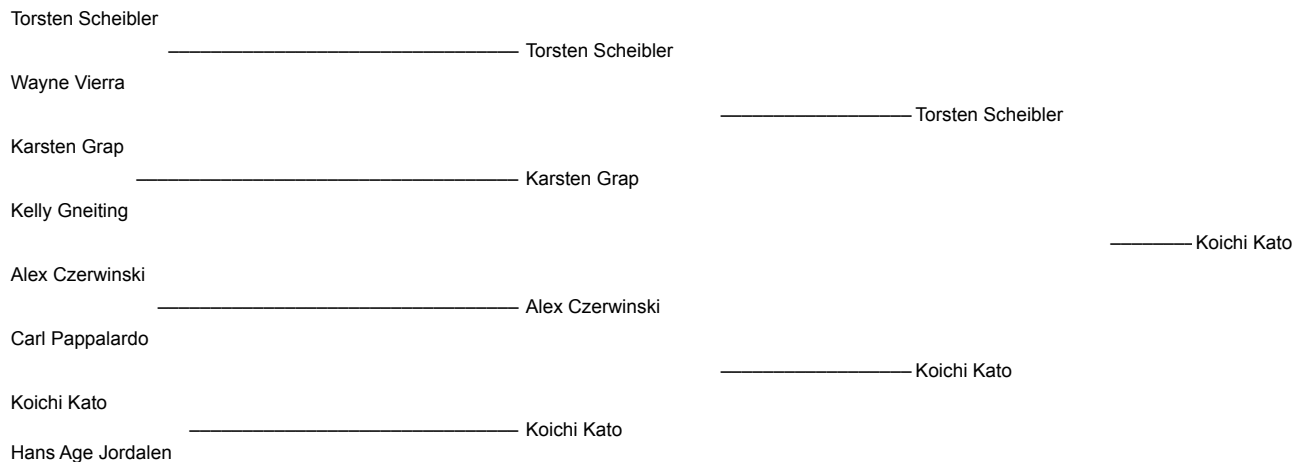 Torsten Scheibler
Torsten Scheibler
Wayne Vierra
Torsten Scheibler
Karsten Grap
Karsten Grap
Kelly Gneiting
Koichi Kato
Alex Czerwinski
Alex Czerwinski
Carl Pappalardo
Koichi Kato
Koichi Kato
Koichi Kato
Hans Age Jordalen